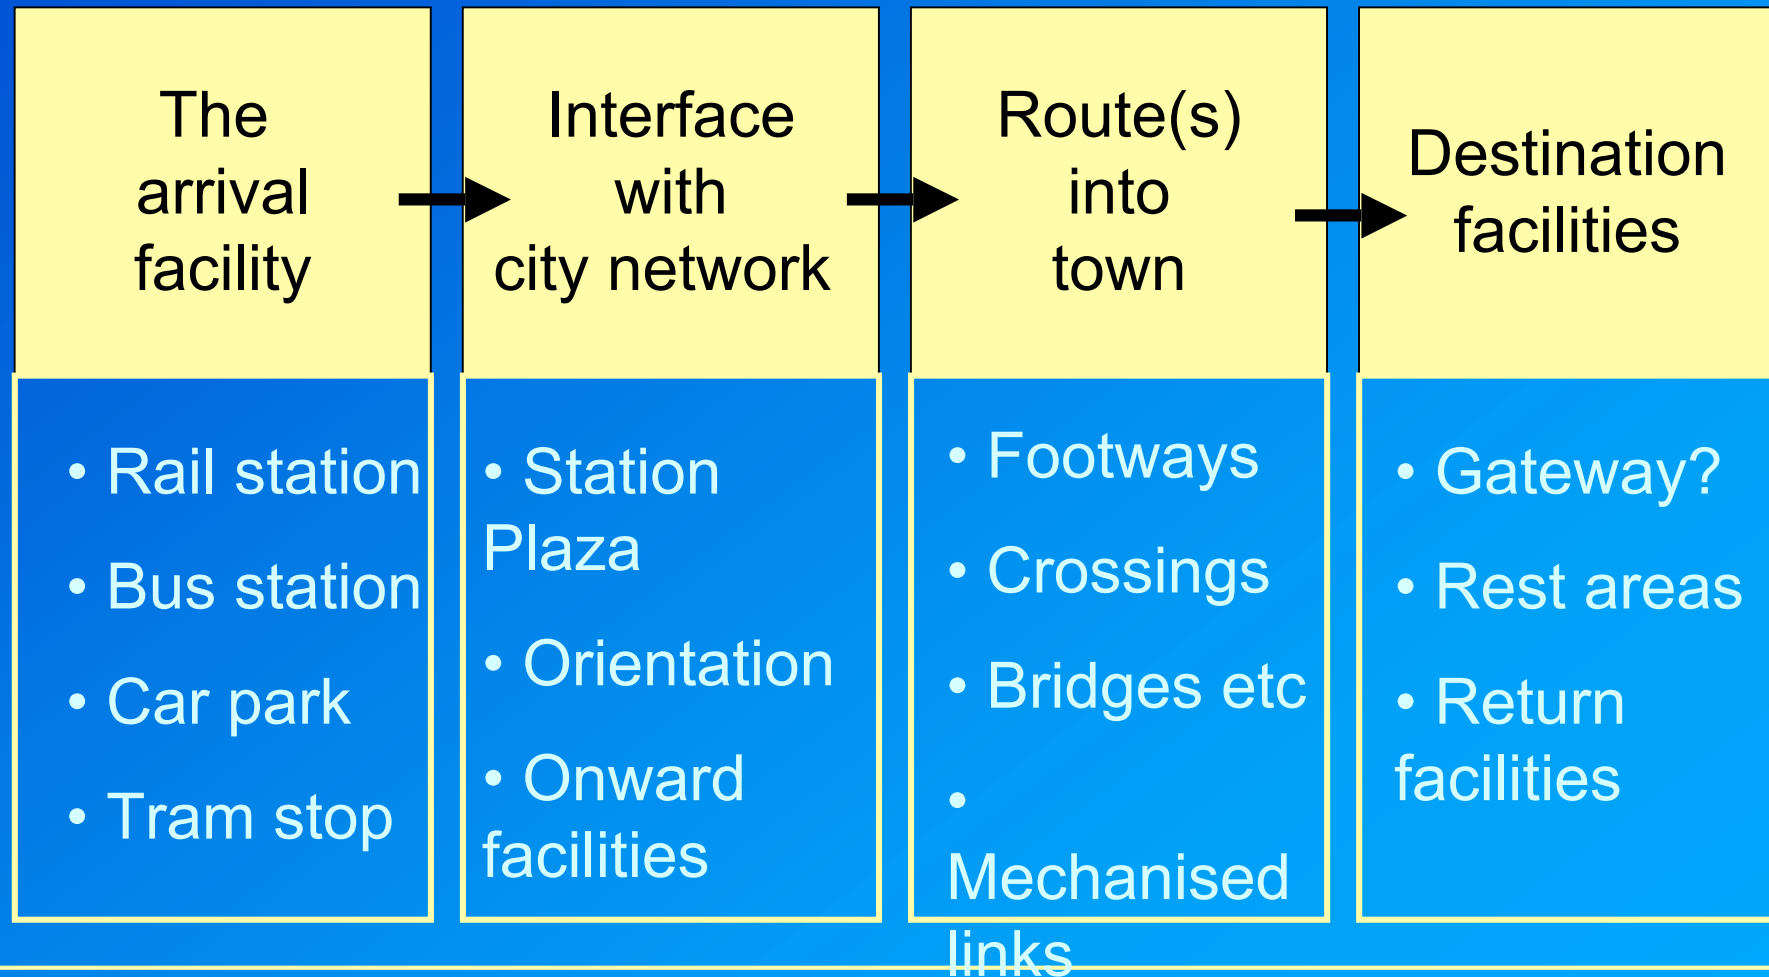 The
arrival
facility
Interface
with
city network
Route(s)
into
town
Destination
facilities
• Rail station
• Bus station
• Car park
• Tram stop
• Station
Plaza
• Orientation
• Onward
facilities
• Footways
• Crossings
• Bridges etc
•
Mechanised
links
• Gateway?
• Rest areas
• Return
facilities